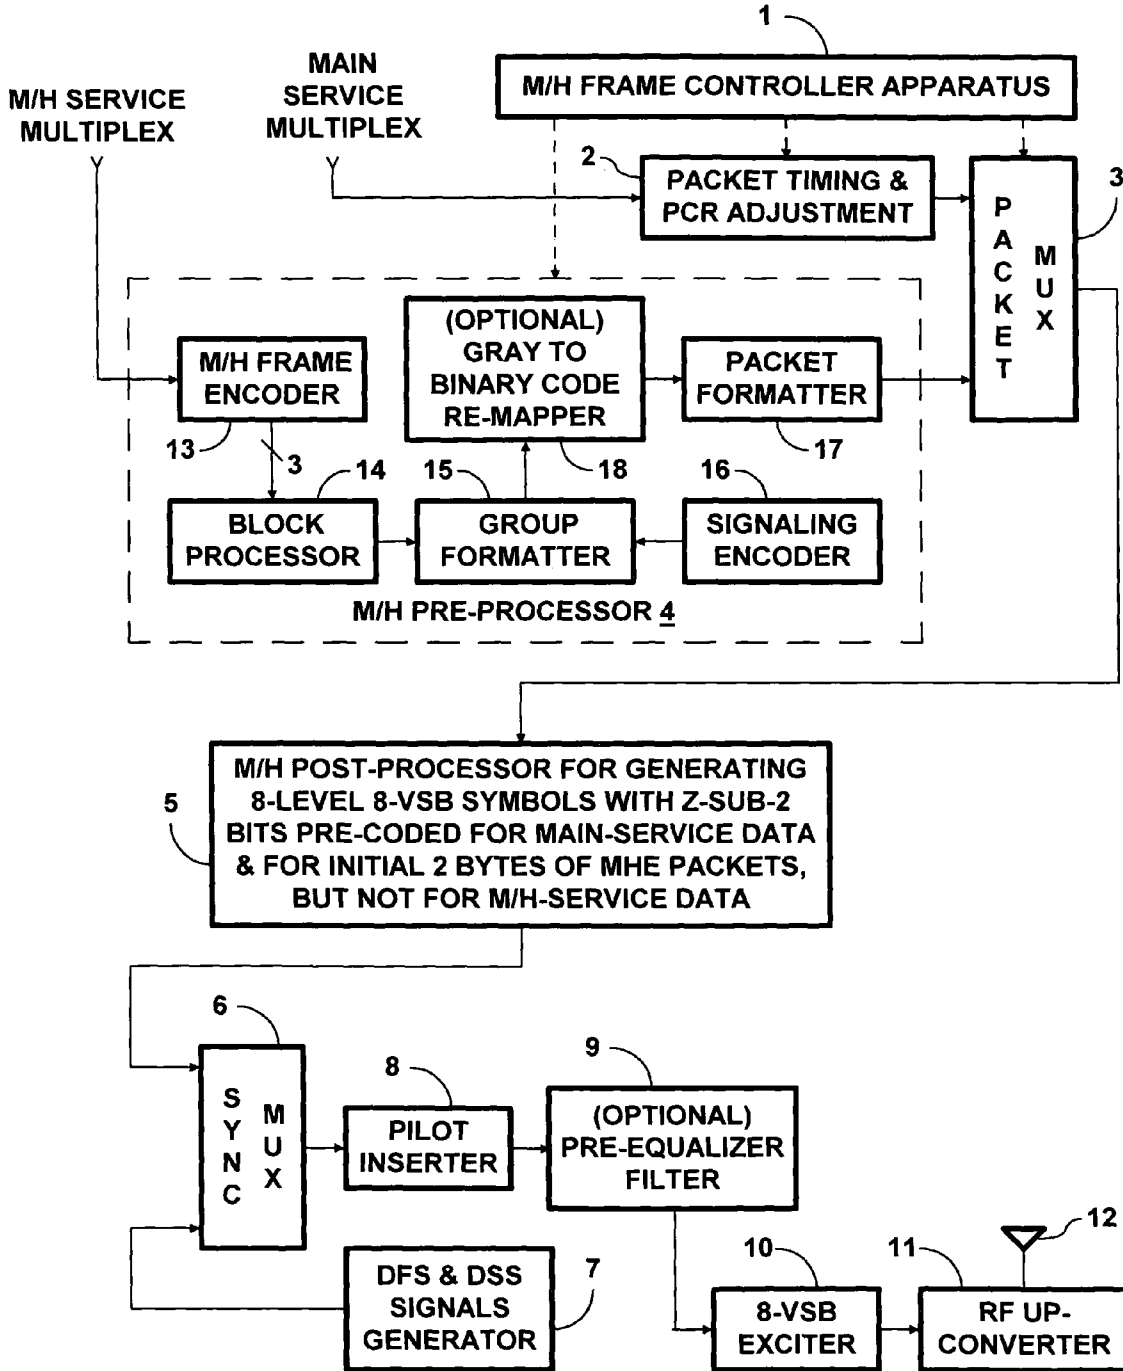 1
M/H FRAME CONTROLLER APPARATUS
M/H SERVICE
MULTIPLEX
MAIN
SERVICE
MULTIPLEX
2
PACKET TIMING &
PCR ADJUSTMENT
3
PACKET
MUX
(OPTIONAL)
GRAY TO
BINARY CODE
RE-MAPPER
M/H FRAME
ENCODER
PACKET
FORMATTER
13
3
14
15
18
17
16
BLOCK
PROCESSOR
GROUP
FORMATTER
SIGNALING
ENCODER
M/H PRE-PROCESSOR 4
5
M/H POST-PROCESSOR FOR GENERATING
8-LEVEL 8-VSB SYMBOLS WITH Z-SUB-2
BITS PRE-CODED FOR MAIN-SERVICE DATA
& FOR INITIAL 2 BYTES OF MHE PACKETS,
BUT NOT FOR M/H-SERVICE DATA
6
SYNC
MUX
8
PILOT
INSERTER
9
(OPTIONAL)
PRE-EQUALIZER
FILTER
DFS & DSS
SIGNALS
GENERATOR
7
10
8-VSB
EXCITER
11
12
RF UP-
CONVERTER